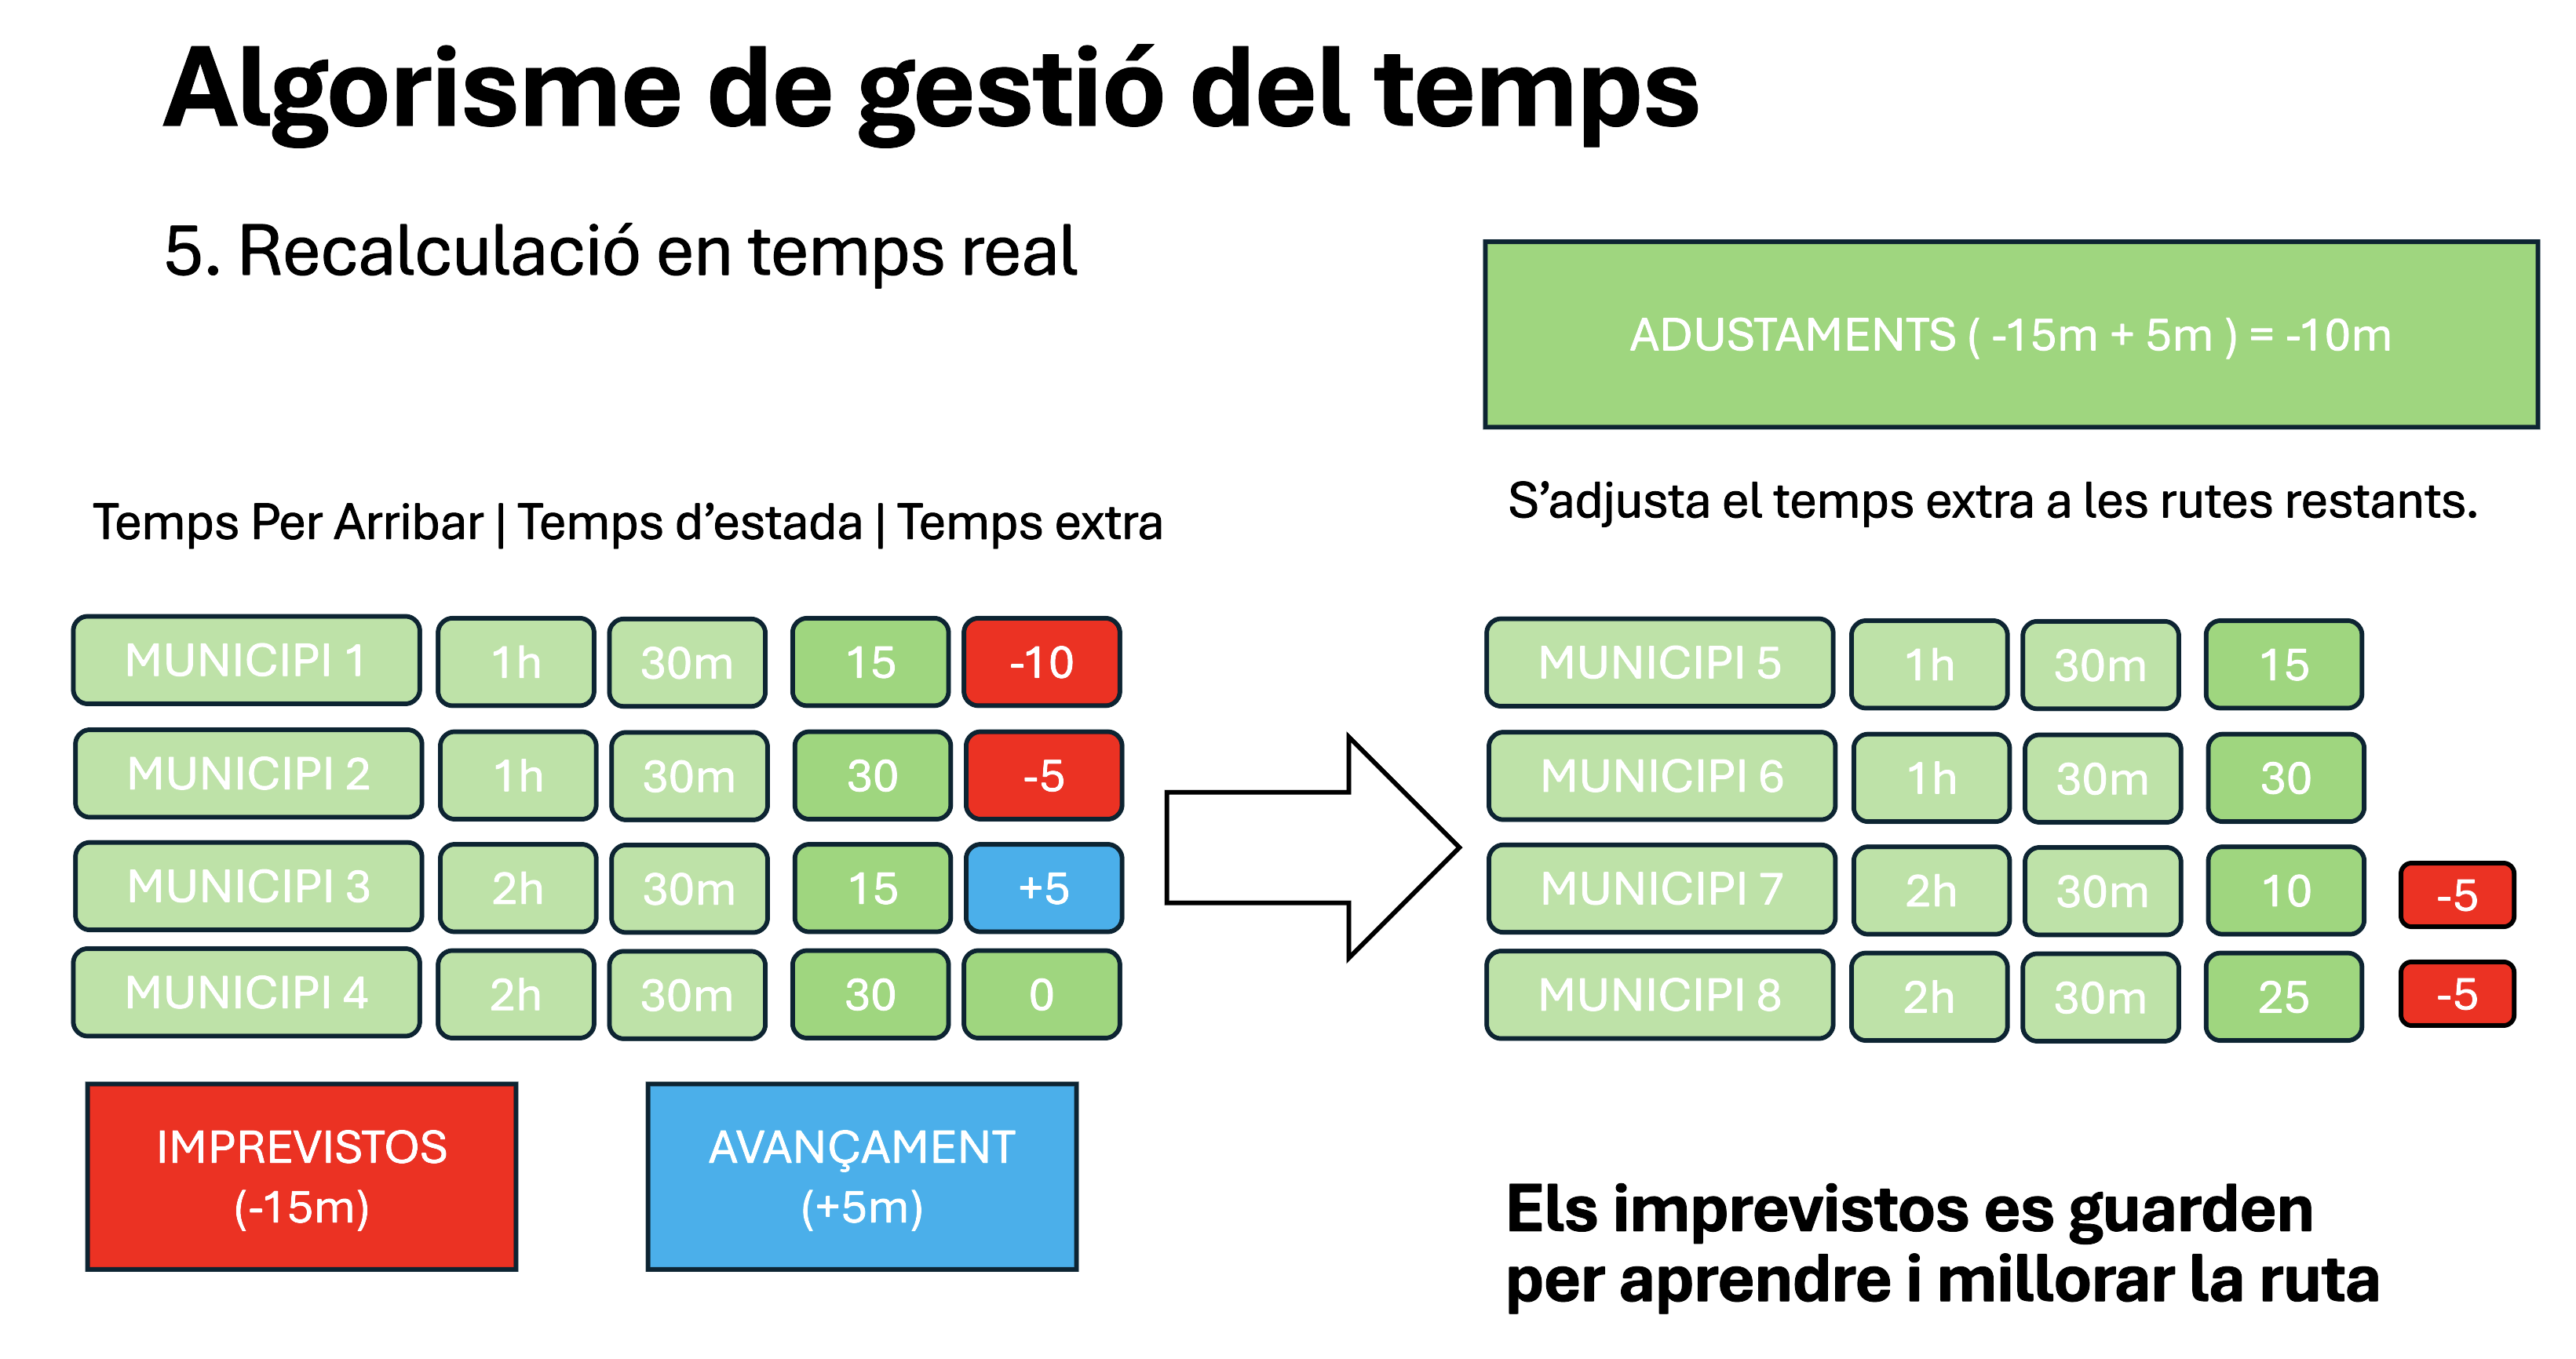 Algorisme de gestió del temps
5. Recalculació en temps real
ADUSTAMENTS ( -15m + 5m ) = -10m
S’adjusta el temps extra a les rutes restants.
Temps Per Arribar | Temps d’estada | Temps extra
MUNICIPI 1 1h 30m 15 -10
MUNICIPI 2 1h 30m 30 -5
MUNICIPI 3 2h 30m 15 +5
MUNICIPI 4 2h 30m 30 0
MUNICIPI 5 1h 30m 15
MUNICIPI 6 1h 30m 30
MUNICIPI 7 2h 30m 10 -5
MUNICIPI 8 2h 30m 25 -5
IMPREVISTOS
(-15m)
AVANÇAMENT
(+5m)
Els imprevistos es guarden
per aprendre i millorar la ruta